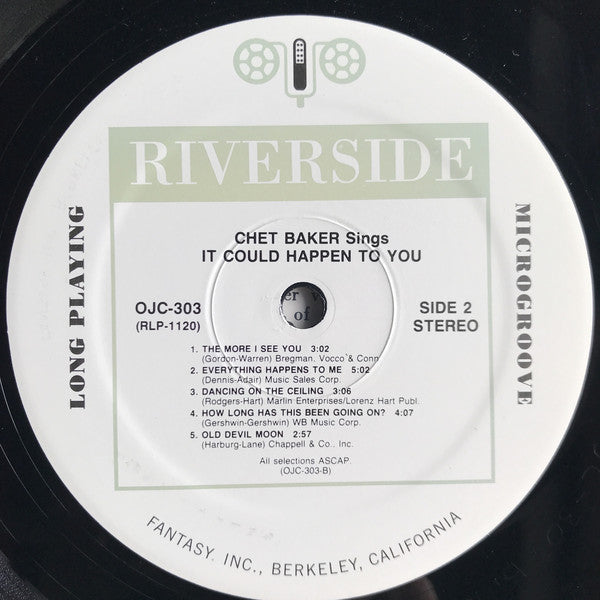 RIVERSIDE
LONG PLAYING
MICROGROOVE
CHET BAKER Sings
IT COULD HAPPEN TO YOU
OJC-303
(RLP-1120)
SIDE 2
STEREO
of
1. THE MORE I SEE YOU 3:02
(Gordon-Warren) Bregman, Vocco & Conn
2. EVERYTHING HAPPENS TO ME 5:02
(Dennis-Adair) Music Sales Corp.
3. DANCING ON THE CEILING 3:06
(Rodgers-Hart) Marlin Enterprises/Lorenz Hart Publ.
4. HOW LONG HAS THIS BEEN GOING ON? 4:07
(Gershwin-Gershwin) WB Music Corp.
5. OLD DEVIL MOON 2:57
(Harburg-Lane) Chappell & Co., Inc.
All selections ASCAP.
(OJC-303-B)
FANTASY, INC., BERKELEY, CALIFORNIA